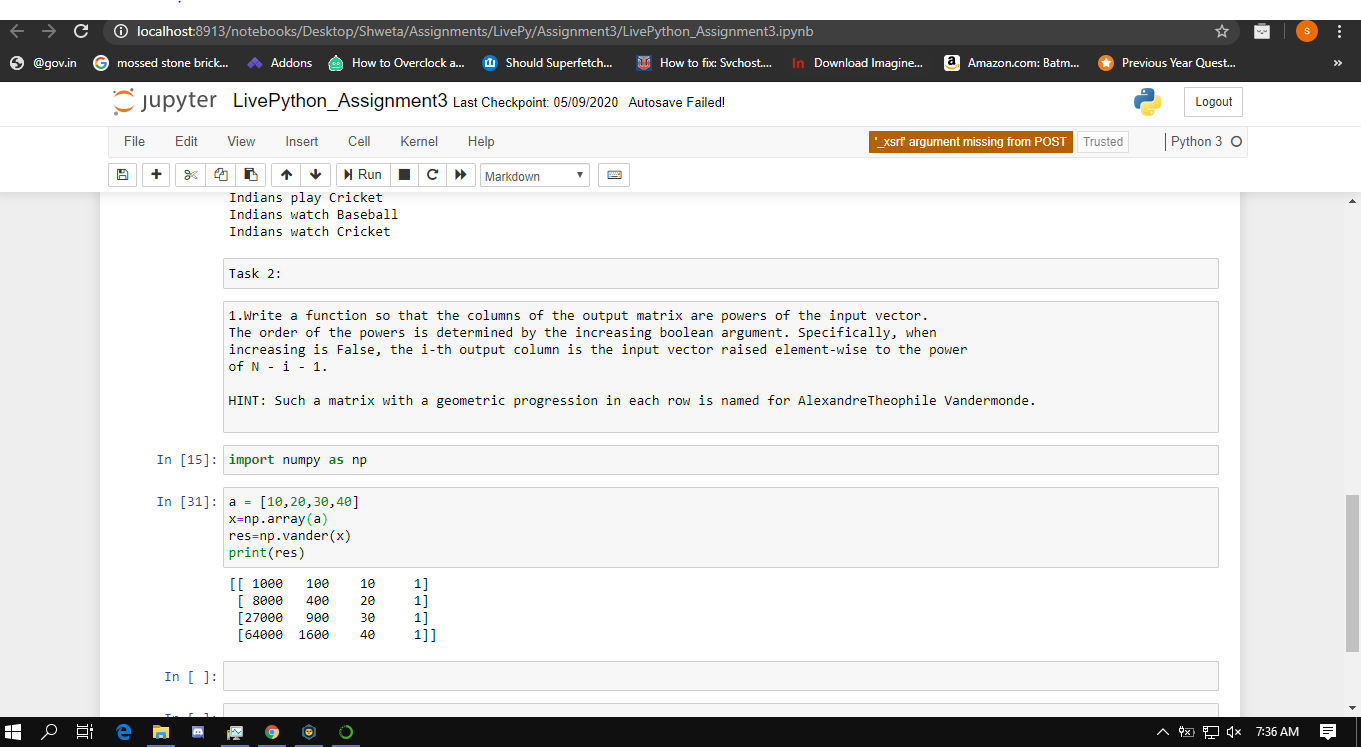 localhost:8913/notebooks/Desktop/Shweta/Assignments/LivePy/Assignment3/LivePython_Assignment3.ipynb
S
@gov.in mossed stone brick... Addons How to Overclock a... Should Superfetch... How to fix: Svchost.... In Download Imagine... a Amazon.com: Batm... Previous Year Quest... »
jupyter LivePython_Assignment3 Last Checkpoint: 05/09/2020 Autosave Failed! Logout
File Edit View Insert Cell Kernel Help '_xsrf' argument missing from POST Trusted Python 3
Run Markdown
Indians play Cricket
Indians watch Baseball
Indians watch Cricket
Task 2:
1.Write a function so that the columns of the output matrix are powers of the input vector.
The order of the powers is determined by the increasing boolean argument. Specifically, when
increasing is False, the i-th output column is the input vector raised element-wise to the power
of N - i - 1.
HINT: Such a matrix with a geometric progression in each row is named for AlexandreTheophile Vandermonde.
In [15]: import numpy as np
In [31]: a = [10,20,30,40]
x=np.array(a)
res=np.vander(x)
print(res)
[[ 1000 100 10 1]
[ 8000 400 20 1]
[27000 900 30 1]
[64000 1600 40 1]]
In [ ]:
In [ ]:
7:36 AM